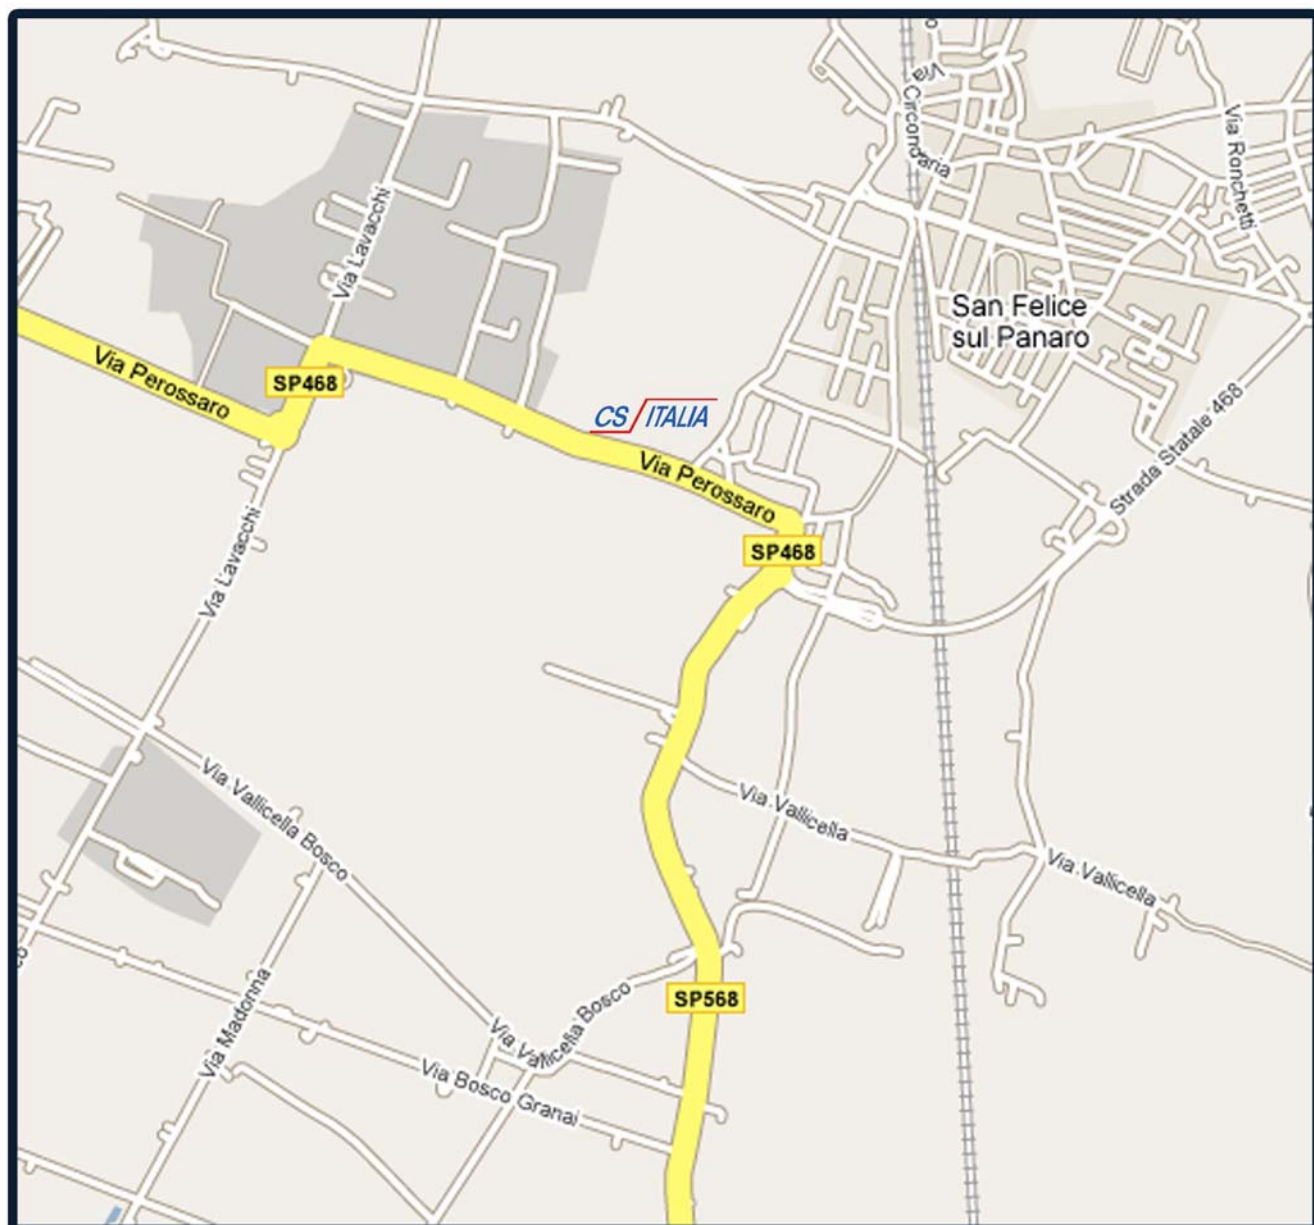 Via
Circondaria
Via Ronchetti
Via Lavacchi
San Felice
sul Panaro
Via Perossaro
SP468
CS/ITALIA
Via Perossaro
Strada Statale 468
SP468
Via Lavacchi
Via Vallicella Bosco
Via Vallicella
Via Vallicella
Via Madonna
Via Vallicella Bosco
SP568
Via Bosco Granai